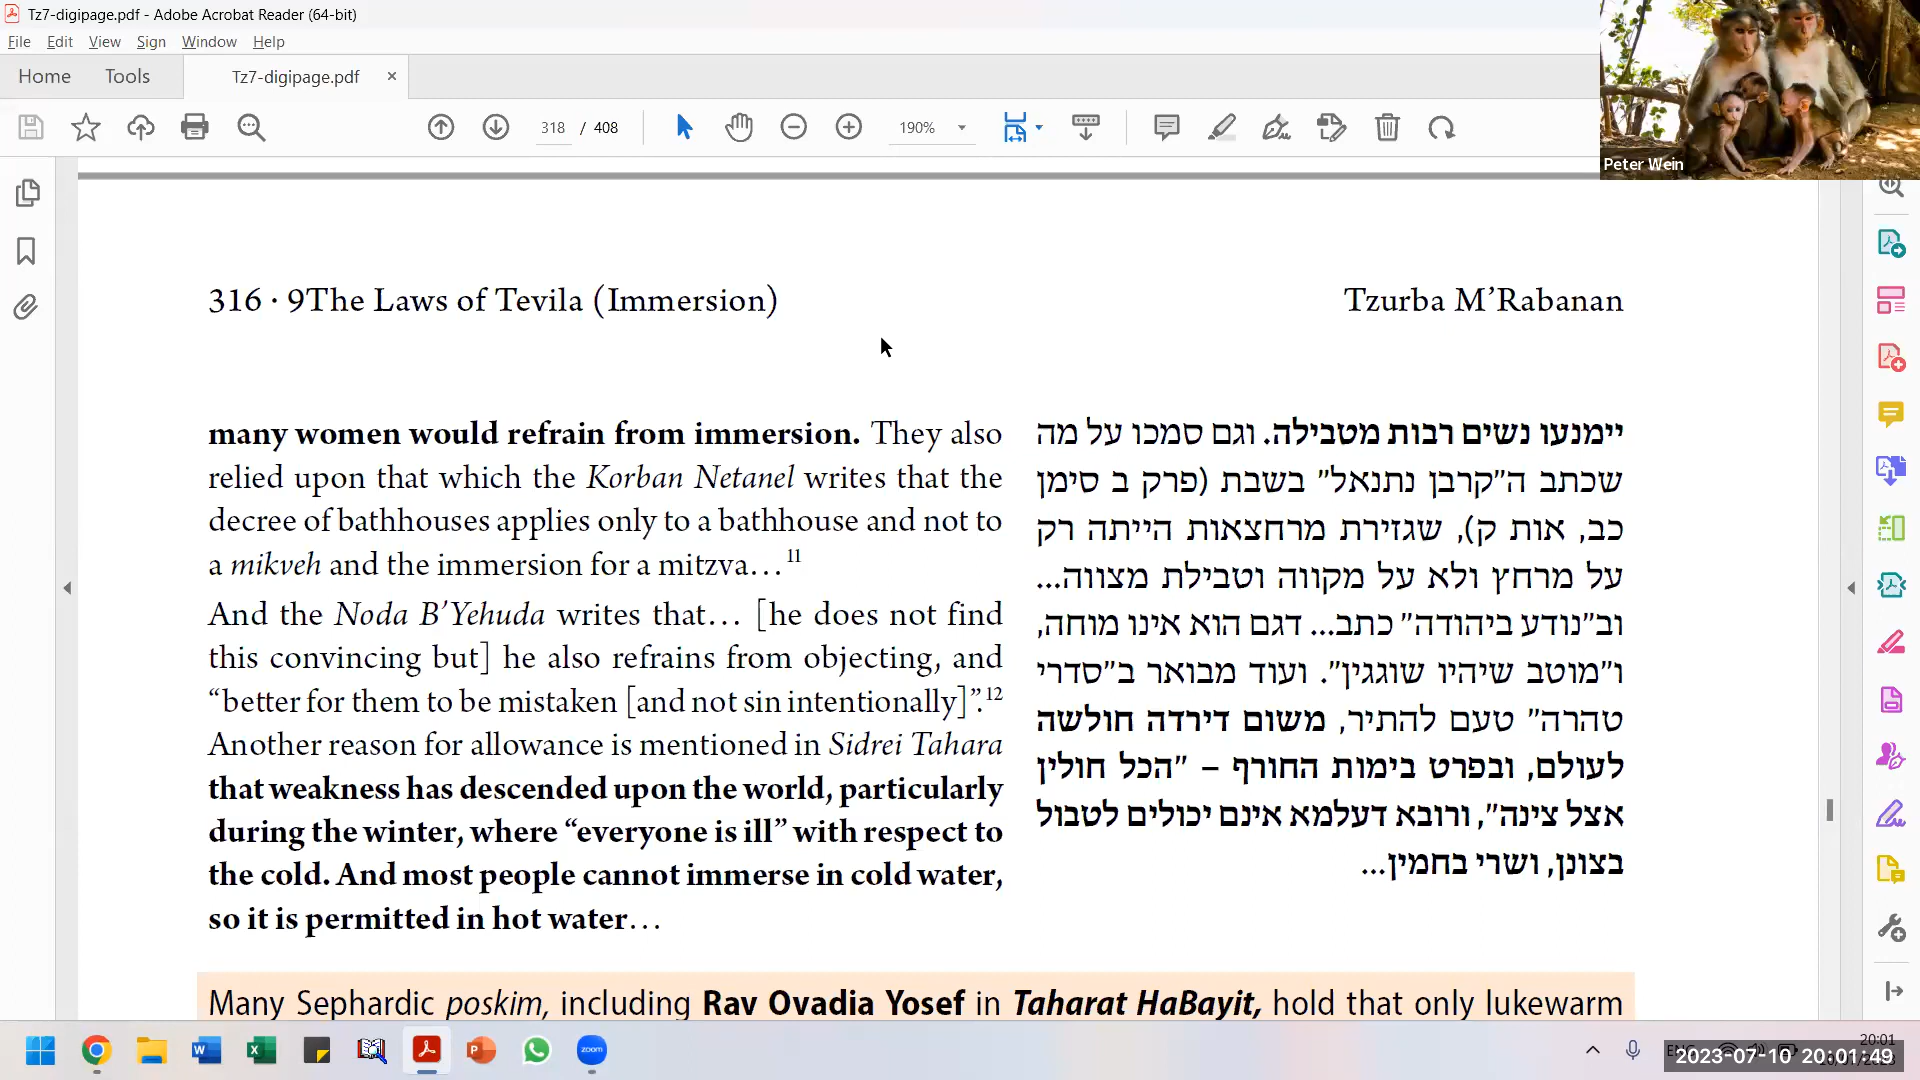 Tz7-digipage.pdf - Adobe Acrobat Reader (64-bit)
File Edit View Sign Window Help
Home Tools Tz7-digipage.pdf ×
318 / 408 190%
Peter Wein
316 · 9The Laws of Tevila (Immersion)
Tzurba M’Rabanan
many women would refrain from immersion. They also
relied upon that which the Korban Netanel writes that the
decree of bathhouses applies only to a bathhouse and not to
a mikveh and the immersion for a mitzva…11
And the Noda B’Yehuda writes that… [he does not find
this convincing but] he also refrains from objecting, and
“better for them to be mistaken [and not sin intentionally]”.12
Another reason for allowance is mentioned in Sidrei Tahara
that weakness has descended upon the world, particularly
during the winter, where “everyone is ill” with respect to
the cold. And most people cannot immerse in cold water,
so it is permitted in hot water…
יימנעו נשים רבות מטבילה. וגם סמכו על מה
שכתב ה"קרבן נתנאל" בשבת (פרק ב סימן
כב, אות ק), שגזירת מרחצאות הייתה רק
על מרחץ ולא על מקווה וטבילת מצווה...
וב"נודע ביהודה" כתב... דגם הוא אינו מוחה,
ו"מוטב שיהיו שוגגין". ועוד מבואר ב"סדרי
טהרה" טעם להתיר, משום דירדה חולשה
לעולם, ובפרט בימות החורף – "הכל חולין
אצל צינה", ורובא דעלמא אינם יכולים לטבול
בצונן, ושרי בחמין...
Many Sephardic poskim, including Rav Ovadia Yosef in Taharat HaBayit, hold that only lukewarm
zoom
20:01
2023-07-10 20:01:49